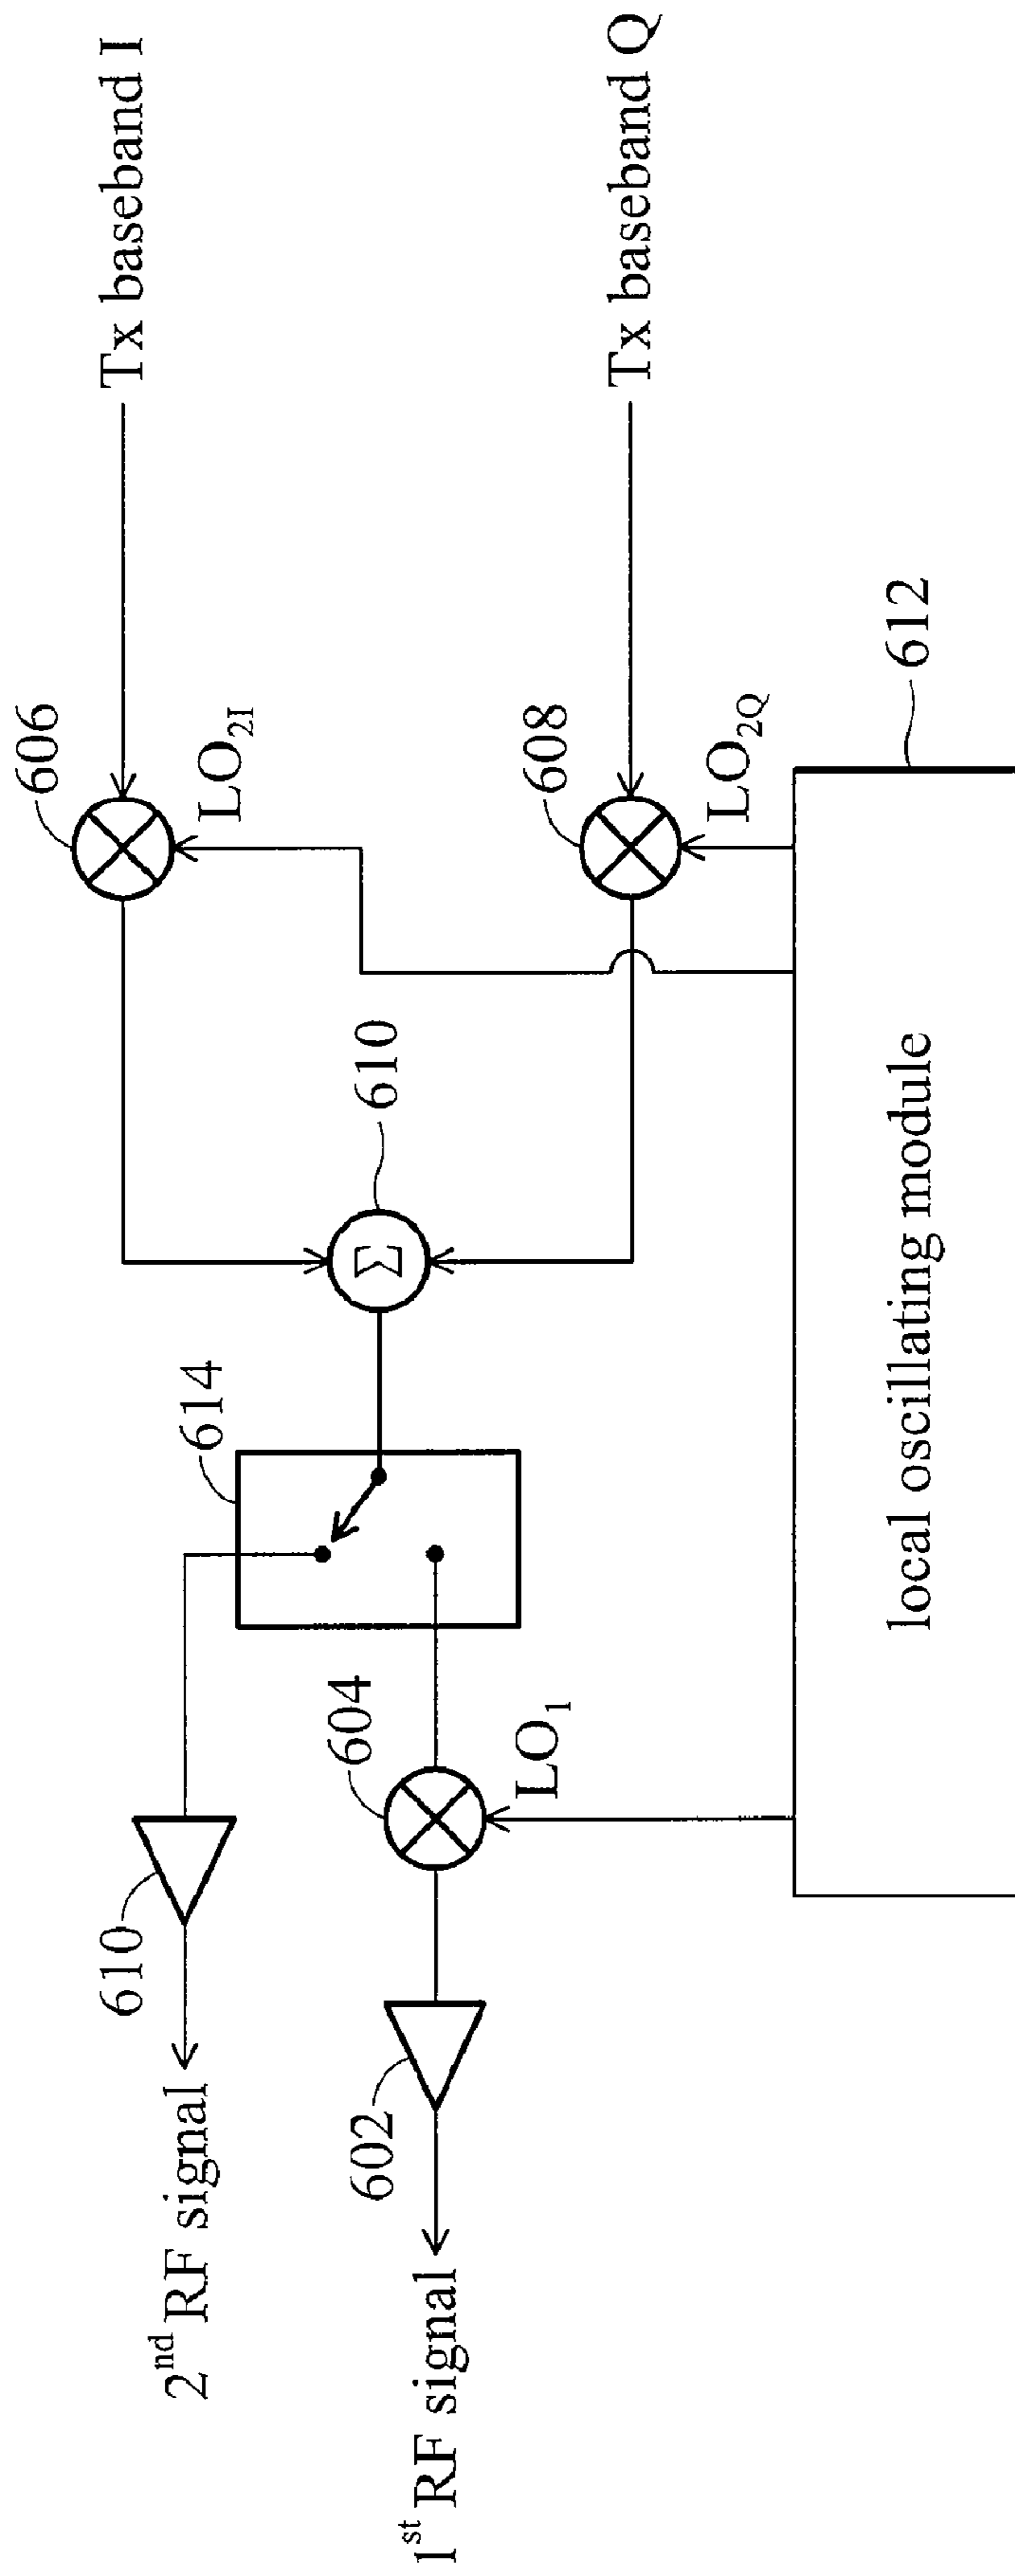 Tx baseband I
Tx baseband Q
606
LO2I
608
LO2Q
612
610
Σ
614
local oscillating module
604
LO1
610
602
2nd RF signal
1st RF signal